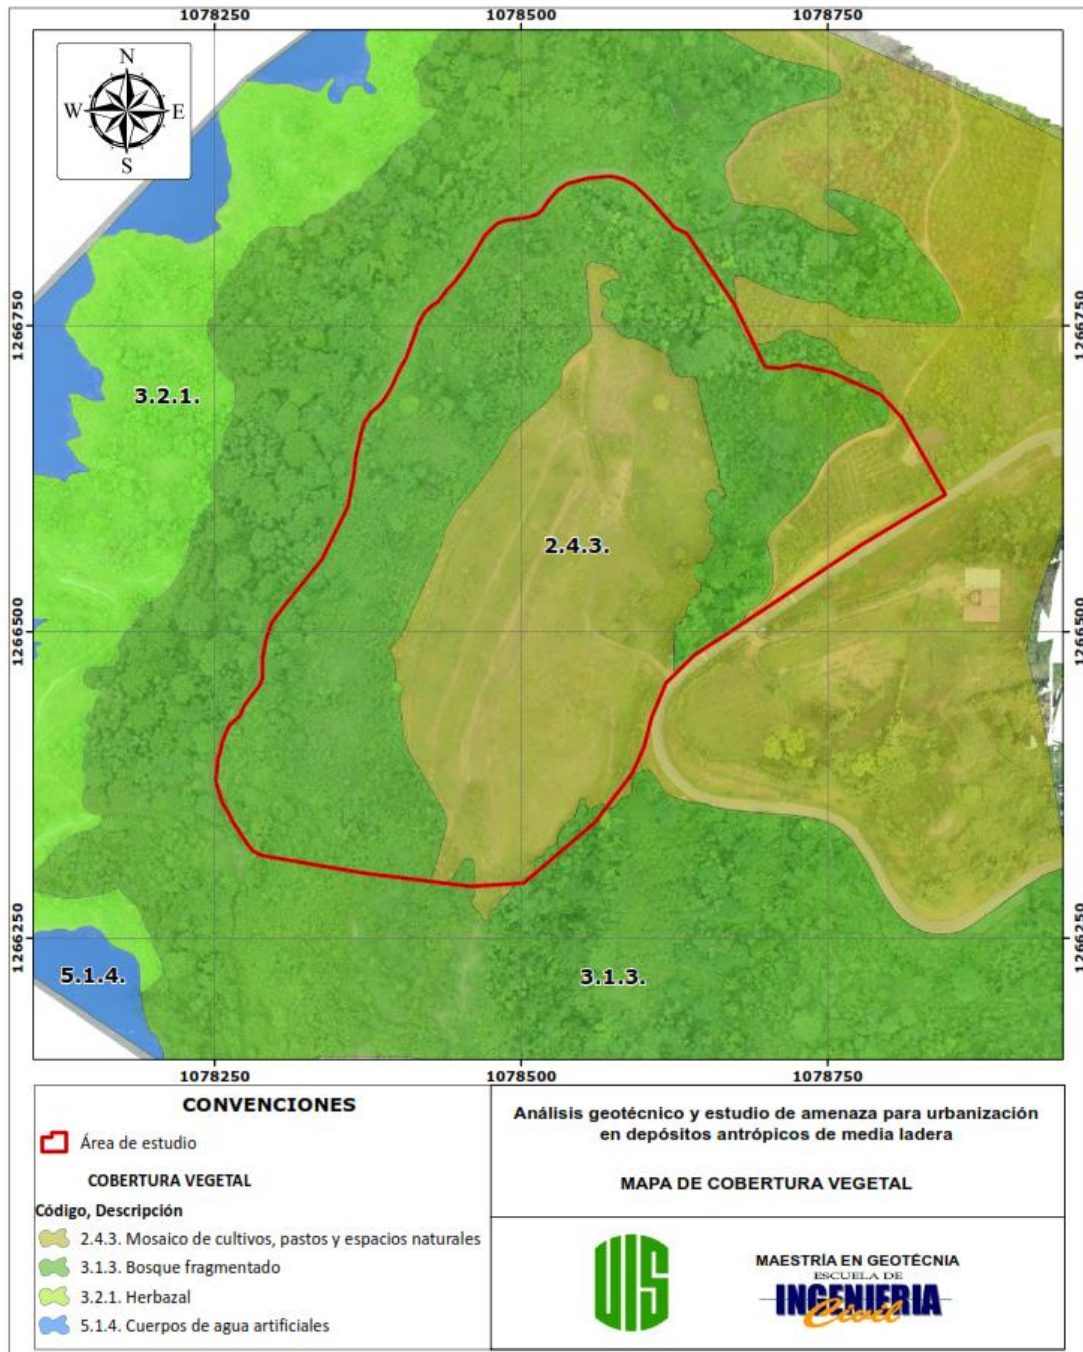 1078250
1078500
1078750
N
W
E
S
1266750
1266750
3.2.1.
2.4.3.
1266500
1266500
1266250
1266250
5.1.4.
3.1.3.
1078250
1078500
1078750
CONVENCIONES
Área de estudio
COBERTURA VEGETAL
Código, Descripción
2.4.3. Mosaico de cultivos, pastos y espacios naturales
3.1.3. Bosque fragmentado
3.2.1. Herbazal
5.1.4. Cuerpos de agua artificiales
Análisis geotécnico y estudio de amenaza para urbanización
en depósitos antrópicos de media ladera
MAPA DE COBERTURA VEGETAL
UIS
MAESTRÍA EN GEOTÉCNIA
ESCUELA DE
INGENIERIA
Civil